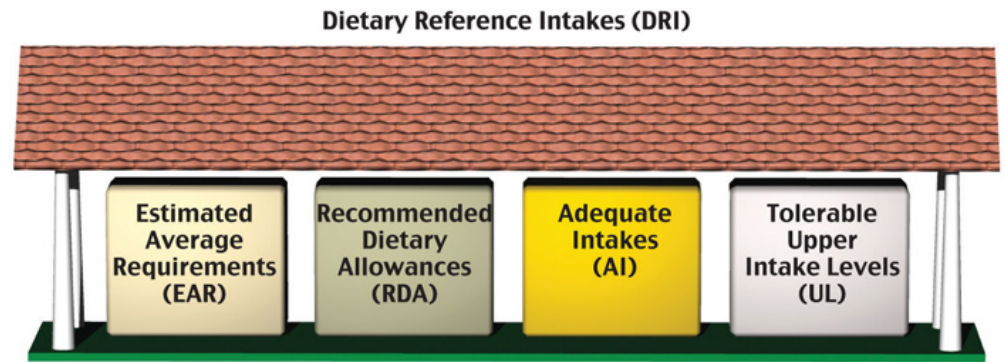 Dietary Reference Intakes (DRI)
Estimated
Average
Requirements
(EAR)
Recommended
Dietary
Allowances
(RDA)
Adequate
Intakes
(AI)
Tolerable
Upper
Intake Levels
(UL)